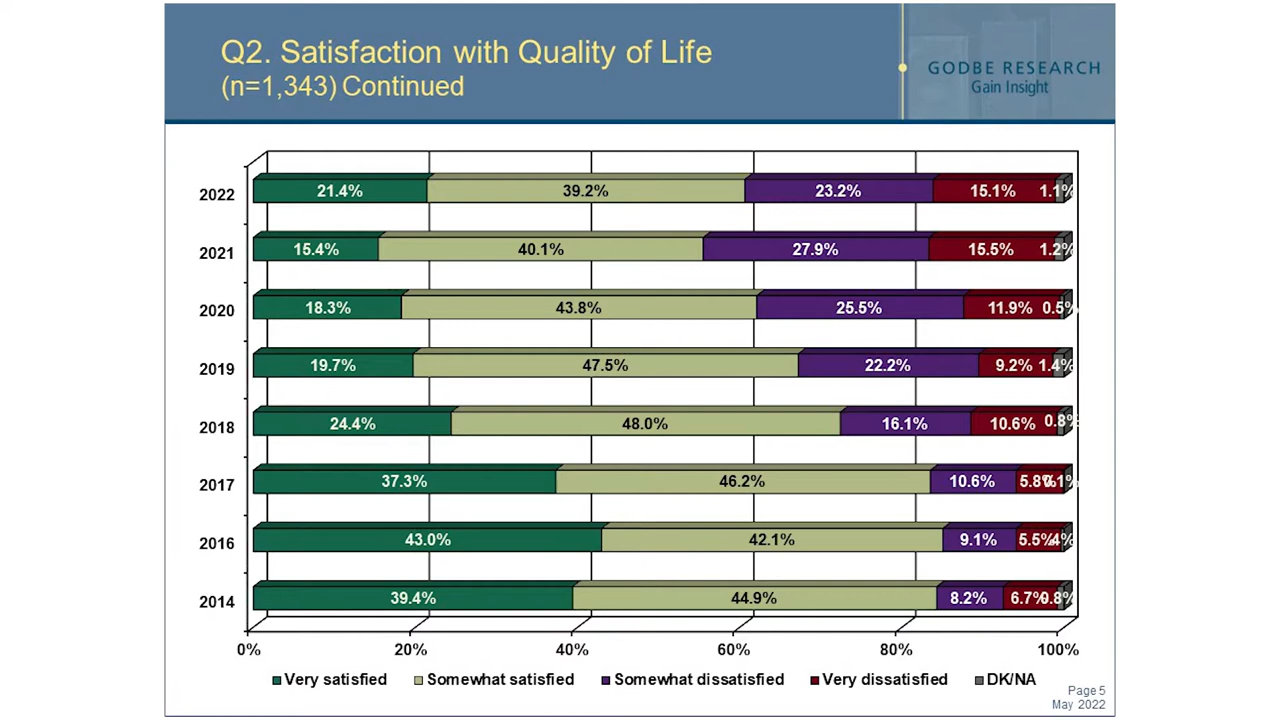 Q2. Satisfaction with Quality of Life
(n=1,343) Continued
GODBE RESEARCH
Gain Insight
2022 21.4% 39.2% 23.2% 15.1% 1.1%
2021 15.4% 40.1% 27.9% 15.5% 1.2%
2020 18.3% 43.8% 25.5% 11.9% 0.5%
2019 19.7% 47.5% 22.2% 9.2% 1.4%
2018 24.4% 48.0% 16.1% 10.6% 0.8%
2017 37.3% 46.2% 10.6% 5.8%
2016 43.0% 42.1% 9.1% 5.5%
2014 39.4% 44.9% 8.2% 6.7% 0.8%
0% 20% 40% 60% 80% 100%
Very satisfied Somewhat satisfied Somewhat dissatisfied Very dissatisfied DK/NA
Page 5
May 2022